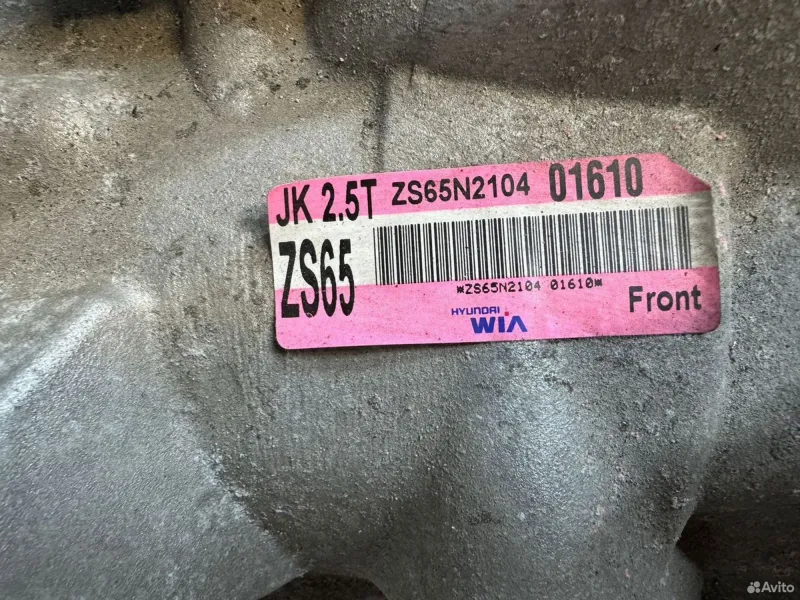 JK 2.5T ZS65N2104 01610
ZS65
*ZS65N2104 01610*
HYUNDAI
WIA
Front
Avito